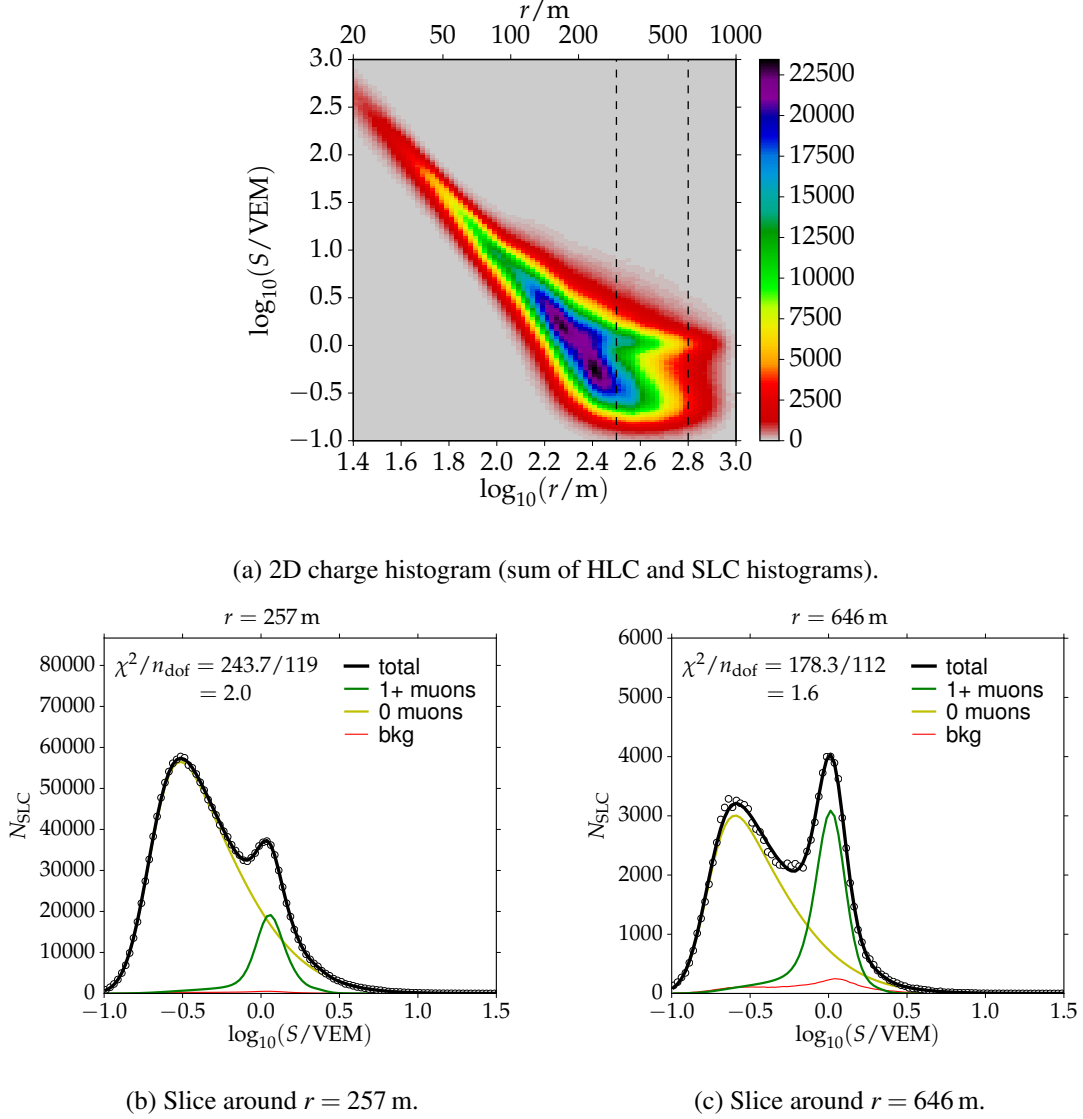 r/m
20 50 100 200 500 1000
3.0
2.5
2.0
1.5
1.0
0.5
0.0
−0.5
−1.0
log10(S/VEM)
1.4 1.6 1.8 2.0 2.2 2.4 2.6 2.8 3.0
log10(r/m)
22500
20000
17500
15000
12500
10000
7500
5000
2500
0
(a) 2D charge histogram (sum of HLC and SLC histograms).
r = 257 m
χ²/ndof = 243.7/119
= 2.0
total
1+ muons
0 muons
bkg
80000
70000
60000
50000
40000
30000
20000
10000
0
NSLC
−1.0 −0.5 0.0 0.5 1.0 1.5
log10(S/VEM)
(b) Slice around r = 257 m.
r = 646 m
χ²/ndof = 178.3/112
= 1.6
total
1+ muons
0 muons
bkg
6000
5000
4000
3000
2000
1000
0
NSLC
−1.0 −0.5 0.0 0.5 1.0 1.5
log10(S/VEM)
(c) Slice around r = 646 m.